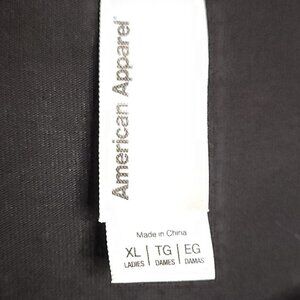 American Apparel
Made in China
XL | TG | EG
LADIES | DAMES | DAMAS